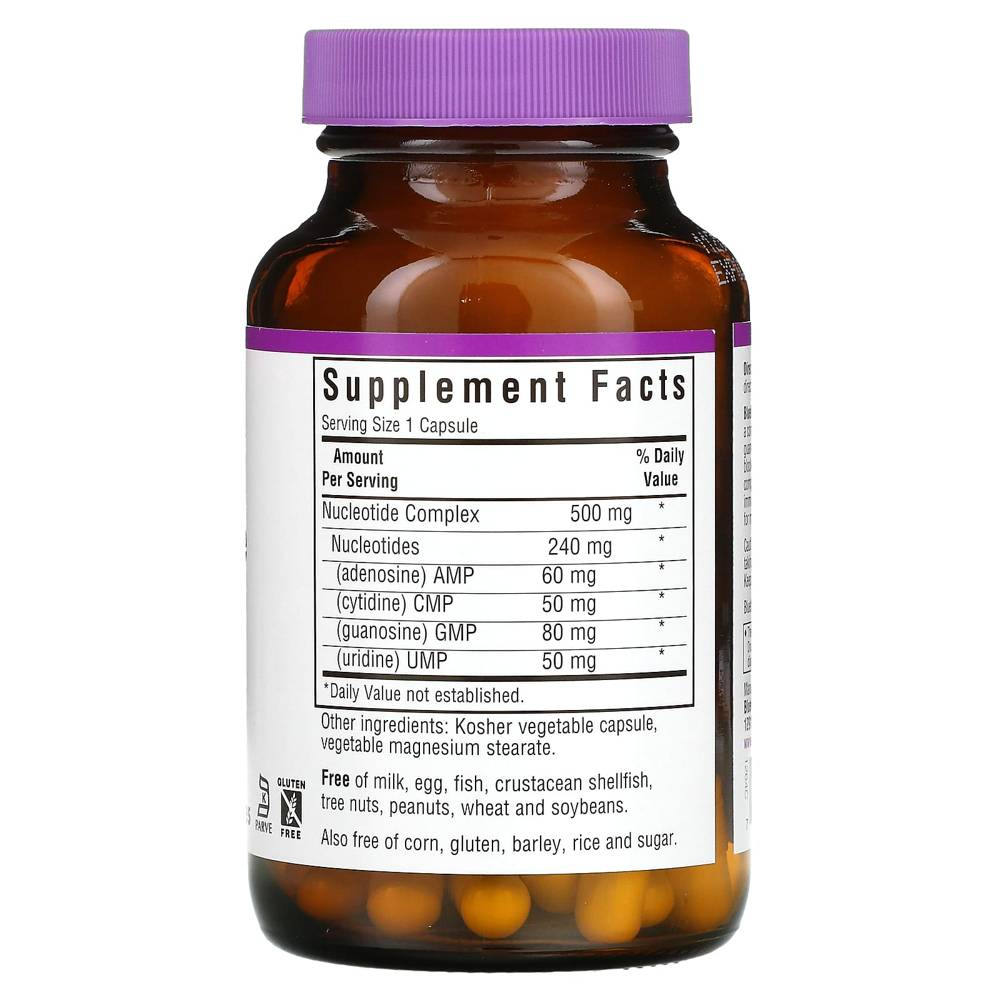 Supplement Facts
Serving Size 1 Capsule
Amount Per Serving % Daily Value
Nucleotide Complex 500 mg *
Nucleotides 240 mg *
(adenosine) AMP 60 mg *
(cytidine) CMP 50 mg *
(guanosine) GMP 80 mg *
(uridine) UMP 50 mg *
*Daily Value not established.
Other ingredients: Kosher vegetable capsule,
vegetable magnesium stearate.
Free of milk, egg, fish, crustacean shellfish,
tree nuts, peanuts, wheat and soybeans.
Also free of corn, gluten, barley, rice and sugar.
K
PARVE
GLUTEN
FREE